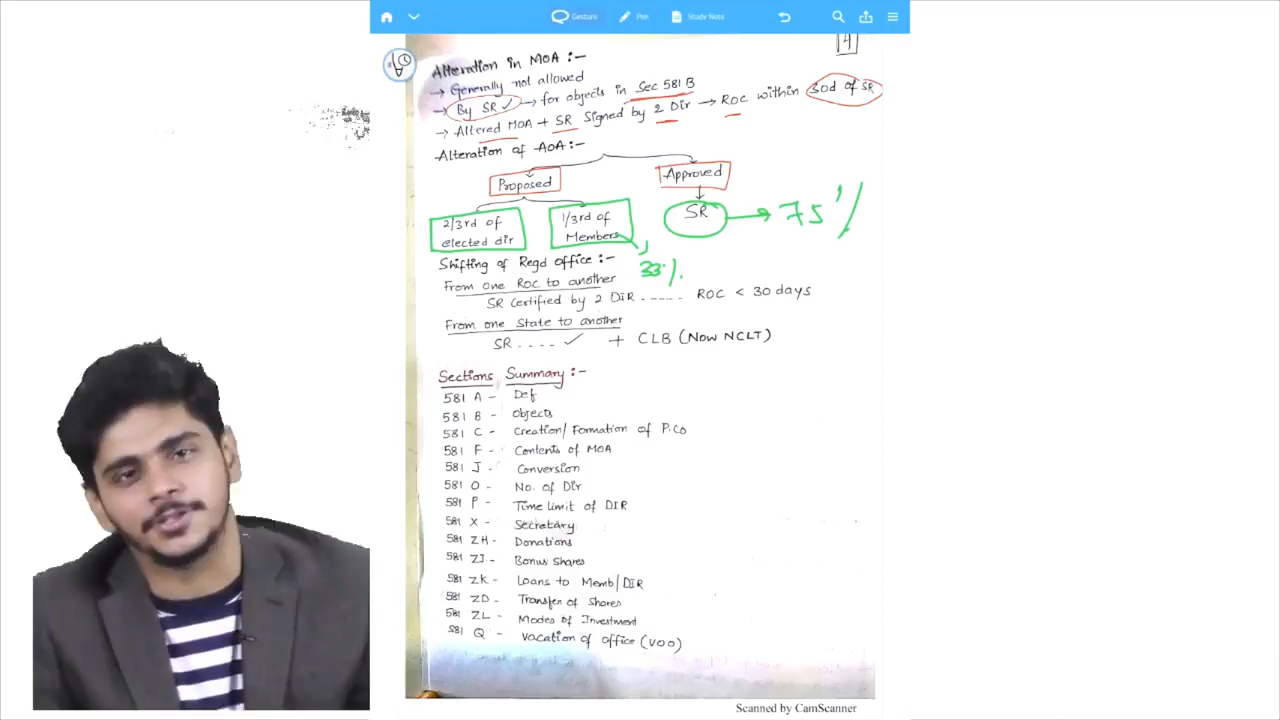 Gesture Pen Study Note
4
Alteration in MOA :-
→ Generally not allowed
→ By SR ✓ → for objects in Sec 581 B
→ Altered MOA + SR Signed by 2 Dir → ROC within 30d of SR
Alteration of AOA :-
Proposed Approved
2/3rd of elected dir
1/3rd of Members
SR → 75 %
33%.
Shifting of Regd office :-
From one ROC to another
SR Certified by 2 DIR ..... ROC < 30 days
From one State to another
SR .... ✓ + CLB (Now NCLT)
Sections Summary :-
581 A - Def
581 B - Objects
581 C - Creation/Formation of P.Co
581 F - Contents of MOA
581 J - Conversion
581 O - No. of Dir
581 P - Time limit of DIR
581 X - Secretary
581 ZH - Donations
581 ZJ - Bonus Shares
581 ZK - Loans to Memb/DIR
581 ZD - Transfer of Shares
581 ZL - Modes of Investment
581 Q - Vacation of office (VOO)
Scanned by CamScanner